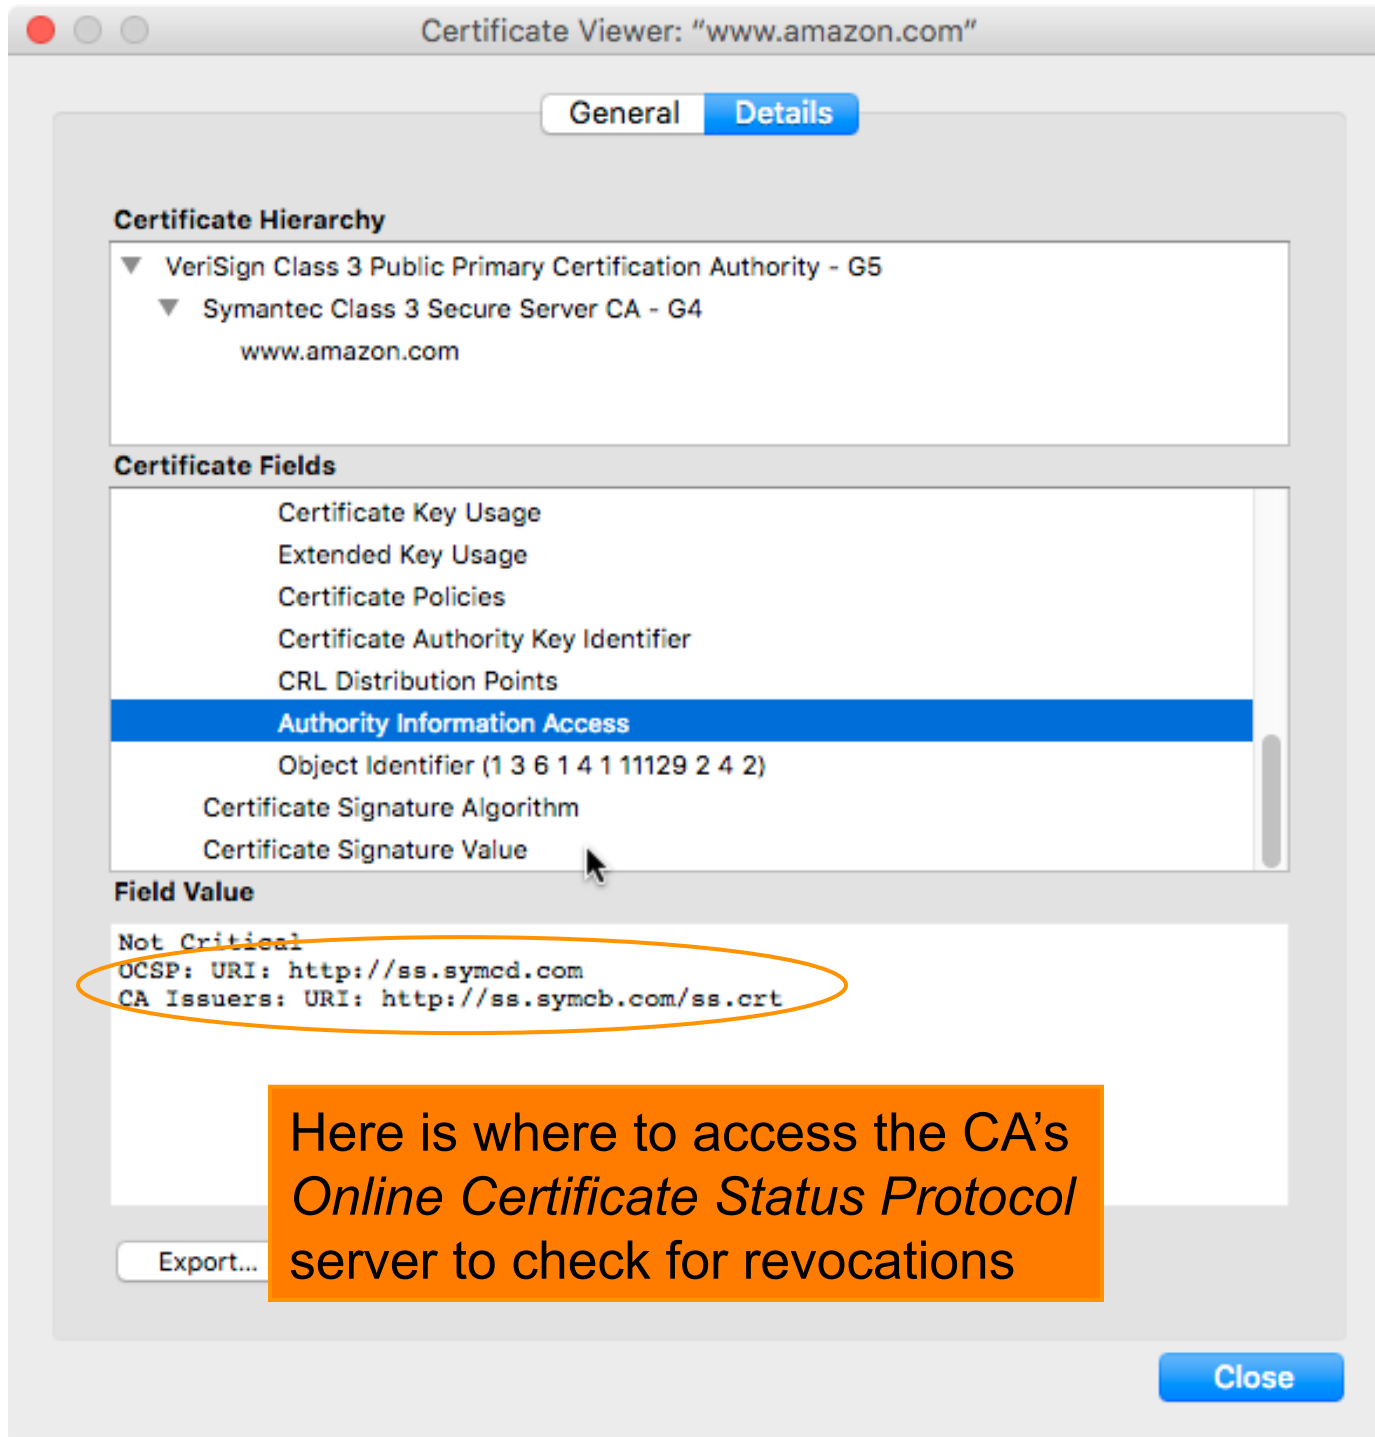 Certificate Viewer: “www.amazon.com”
General Details
Certificate Hierarchy
VeriSign Class 3 Public Primary Certification Authority - G5
Symantec Class 3 Secure Server CA - G4
www.amazon.com
Certificate Fields
Certificate Key Usage
Extended Key Usage
Certificate Policies
Certificate Authority Key Identifier
CRL Distribution Points
Authority Information Access
Object Identifier (1 3 6 1 4 1 11129 2 4 2)
Certificate Signature Algorithm
Certificate Signature Value
Field Value
Not Critical
OCSP: URI: http://ss.symcd.com
CA Issuers: URI: http://ss.symcb.com/ss.crt
Here is where to access the CA’s
Online Certificate Status Protocol
server to check for revocations
Export...
Close